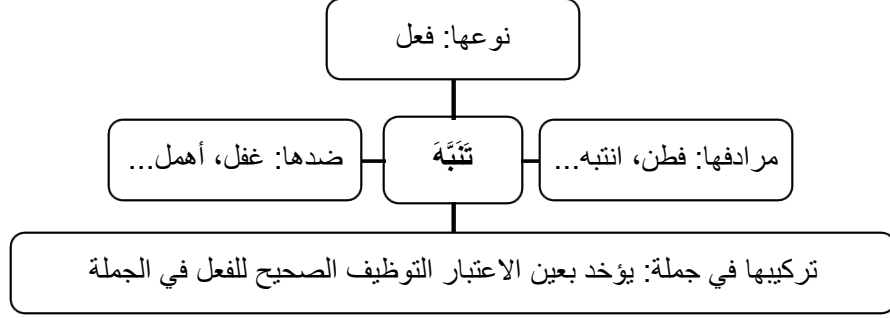 نوعها: فعل
مرادفها: فطن، انتبه...
تَنَبَّهَ
ضدها: غفل، أهمل...
تركيبها في جملة: يؤخد بعين الاعتبار التوظيف الصحيح للفعل في الجملة